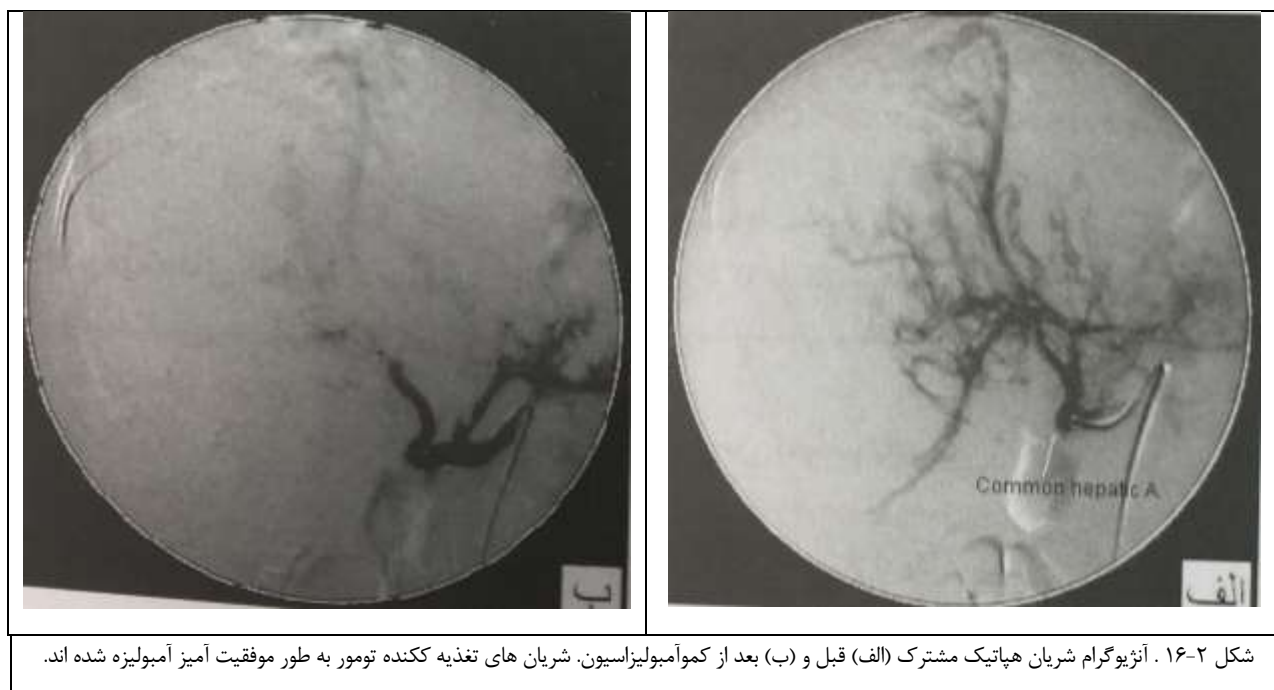 Common hepatic A.
الف
ب
شکل ۲-۱۶ . آنژیوگرام شریان هپاتیک مشترک (الف) قبل و (ب) بعد از کموآمبولیزاسیون. شریان های تغذیه ککنده تومور به طور موفقیت آمیز آمبولیزه شده اند.